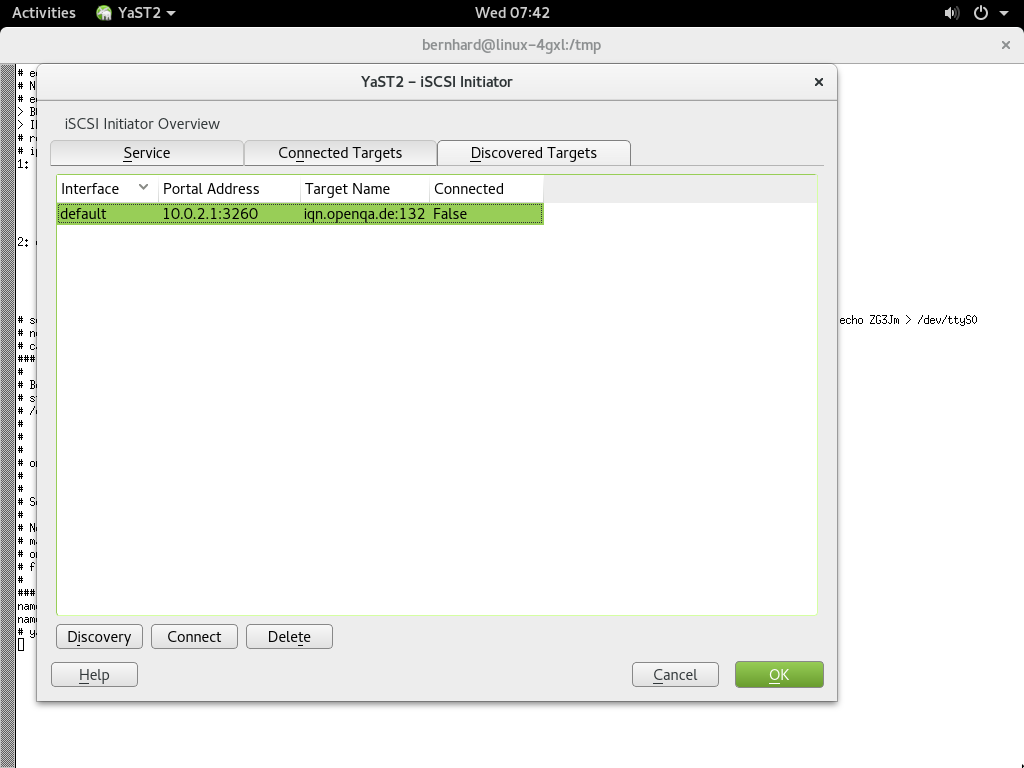 Activities YaST2 Wed 07:42
bernhard@linux-4gxl:/tmp
YaST2 – iSCSI Initiator
iSCSI Initiator Overview
Service Connected Targets Discovered Targets
Interface Portal Address Target Name Connected
default 10.0.2.1:3260 iqn.openqa.de:132 False
1:
2:
echo ZG3Jm > /dev/ttyS0
Discovery Connect Delete
Help Cancel OK